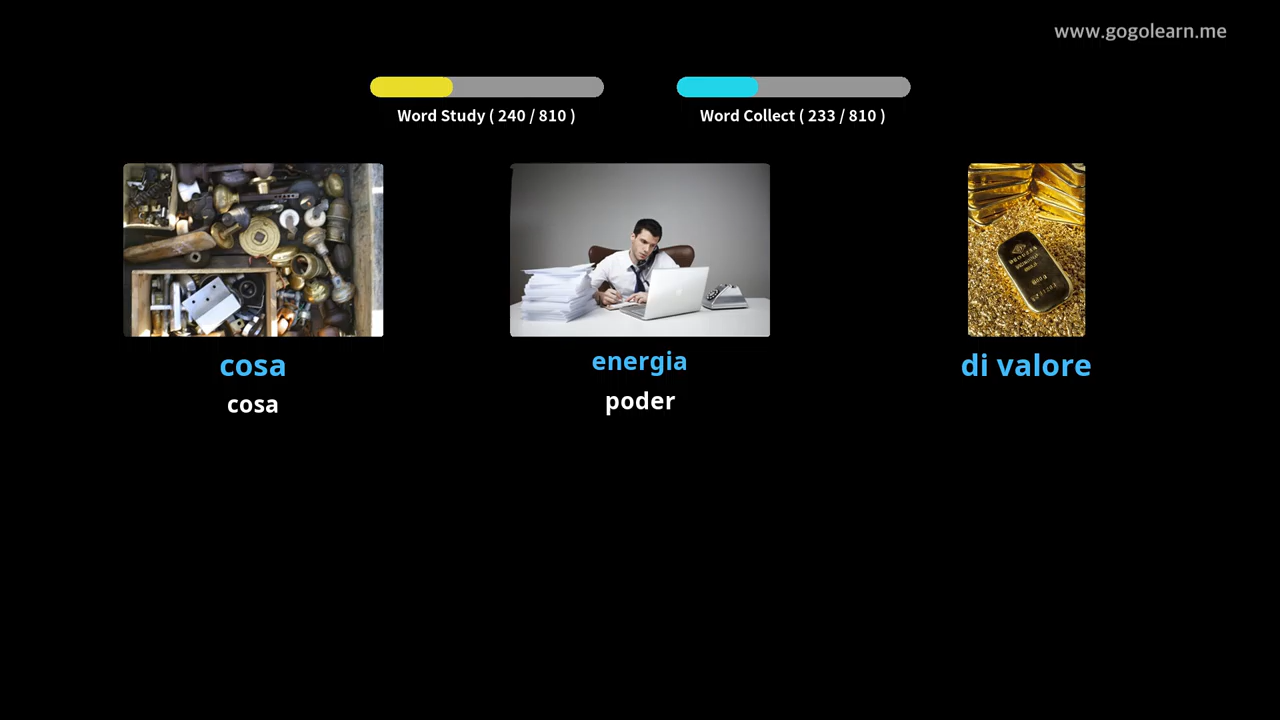 www.gogolearn.me
Word Study ( 240 / 810 )
Word Collect ( 233 / 810 )
cosa
cosa
energia
poder
di valore